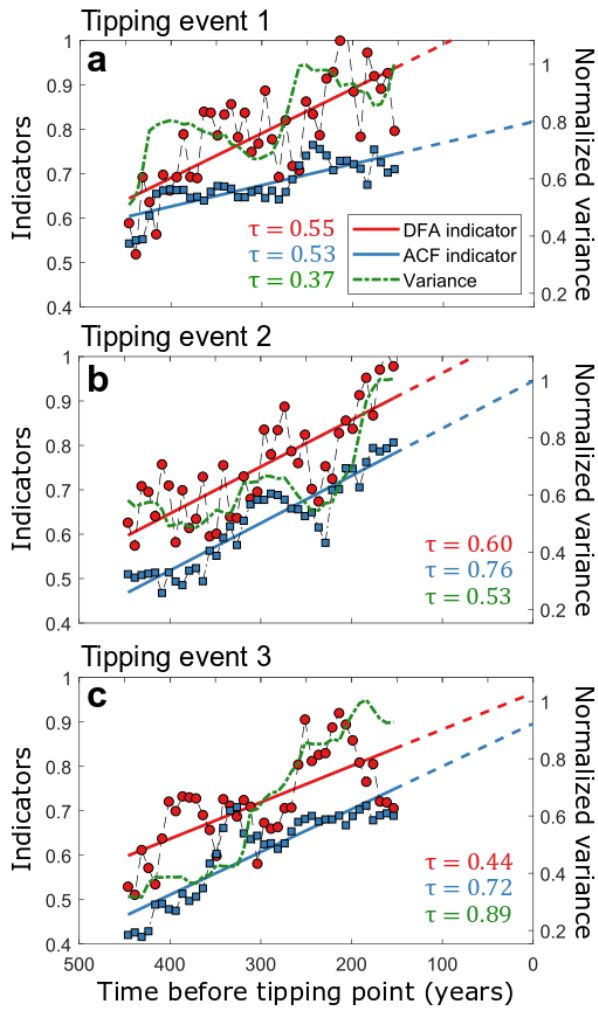 Tipping event 1
a
1
0.9
0.8
0.7
0.6
0.5
0.4
Indicators
1
0.8
0.6
0.4
0.2
Normalized variance
τ = 0.55
τ = 0.53
τ = 0.37
DFA indicator
ACF indicator
Variance
Tipping event 2
b
1
0.9
0.8
0.7
0.6
0.5
0.4
Indicators
1
0.8
0.6
0.4
0.2
Normalized variance
τ = 0.60
τ = 0.76
τ = 0.53
Tipping event 3
c
1
0.9
0.8
0.7
0.6
0.5
0.4
Indicators
1
0.8
0.6
0.4
0.2
Normalized variance
τ = 0.44
τ = 0.72
τ = 0.89
500 400 300 200 100 0
Time before tipping point (years)